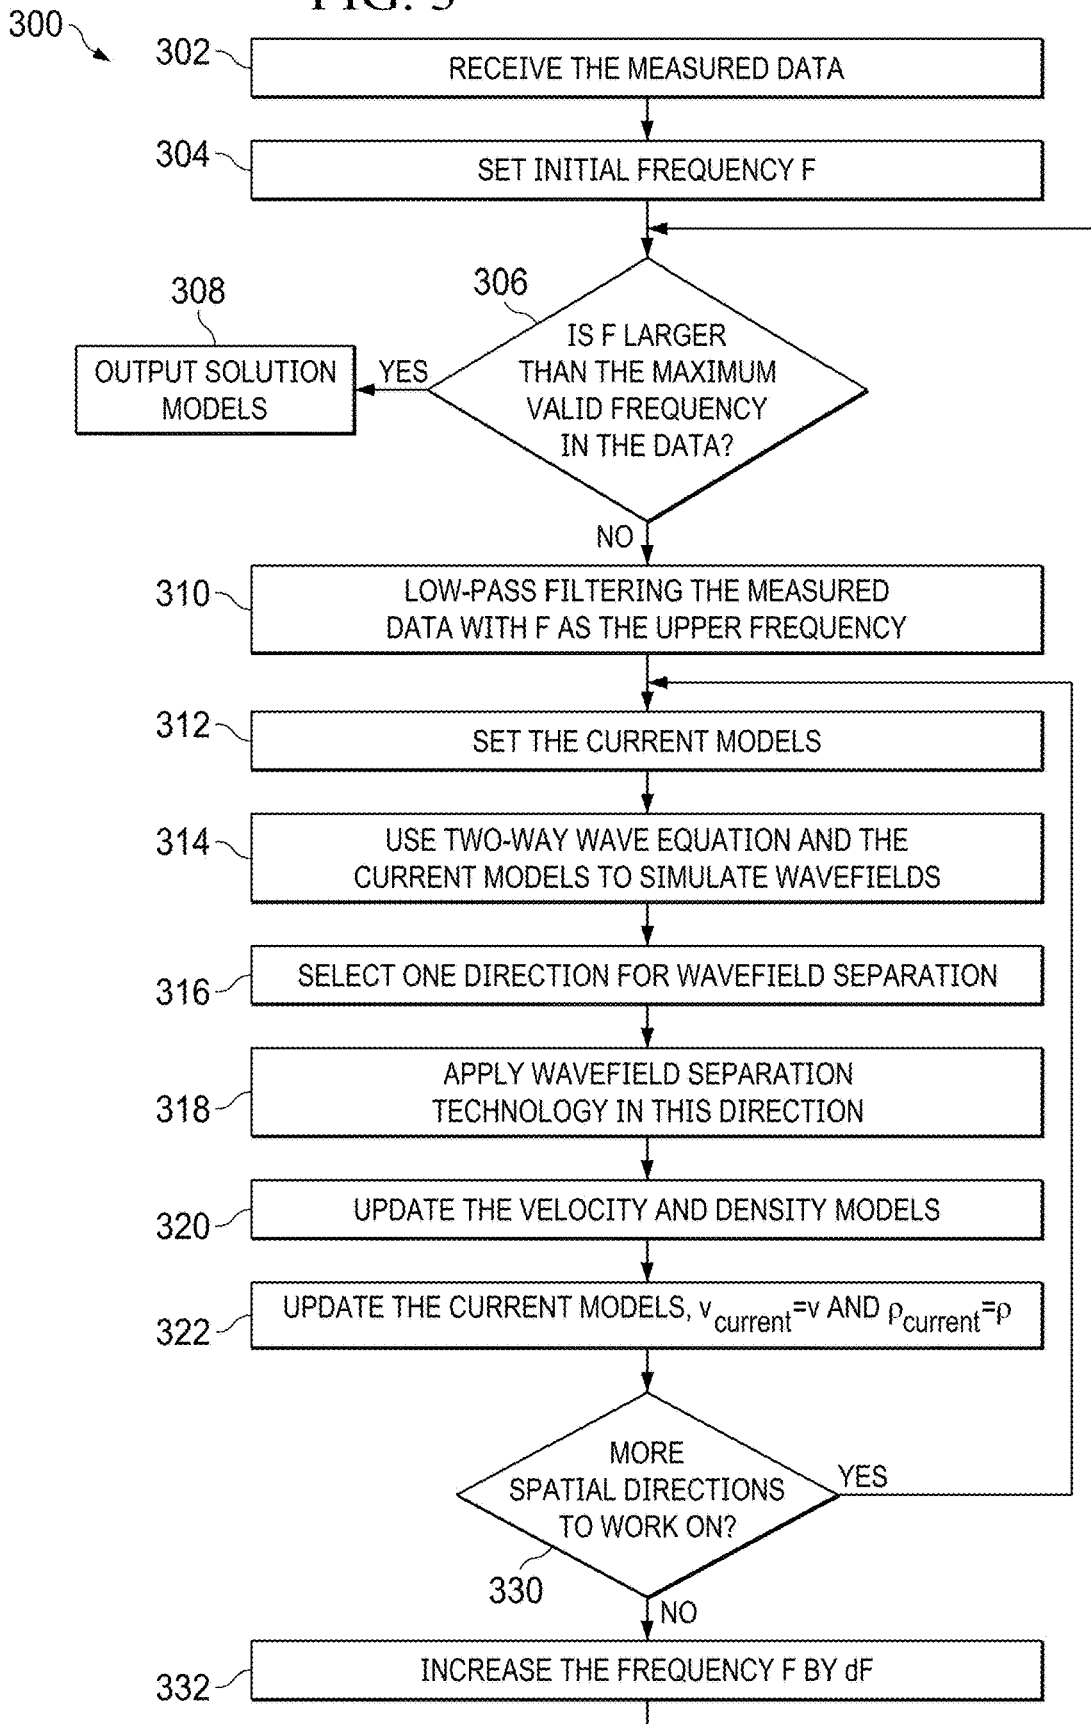 FIG. 3
300
302
RECEIVE THE MEASURED DATA
304
SET INITIAL FREQUENCY F
306
IS F LARGER
THAN THE MAXIMUM
VALID FREQUENCY
IN THE DATA?
308
YES
OUTPUT SOLUTION
MODELS
NO
310
LOW-PASS FILTERING THE MEASURED
DATA WITH F AS THE UPPER FREQUENCY
312
SET THE CURRENT MODELS
314
USE TWO-WAY WAVE EQUATION AND THE
CURRENT MODELS TO SIMULATE WAVEFIELDS
316
SELECT ONE DIRECTION FOR WAVEFIELD SEPARATION
318
APPLY WAVEFIELD SEPARATION
TECHNOLOGY IN THIS DIRECTION
320
UPDATE THE VELOCITY AND DENSITY MODELS
322
UPDATE THE CURRENT MODELS, vcurrent=v AND ρcurrent=ρ
MORE
SPATIAL DIRECTIONS
TO WORK ON?
YES
330
NO
332
INCREASE THE FREQUENCY F BY dF